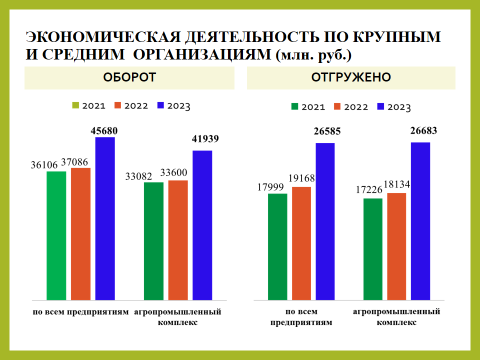 ЭКОНОМИЧЕСКАЯ ДЕЯТЕЛЬНОСТЬ ПО КРУПНЫМ
И СРЕДНИМ ОРГАНИЗАЦИЯМ (млн. руб.)
ОБОРОТ
2021 2022 2023
45680
41939
36106 37086
33082 33600
по всем предприятиям агропромышленный
комплекс
ОТГРУЖЕНО
2021 2022 2023
26585 26683
17999 19168
17226 18134
по всем агропромышленный
предприятиям комплекс